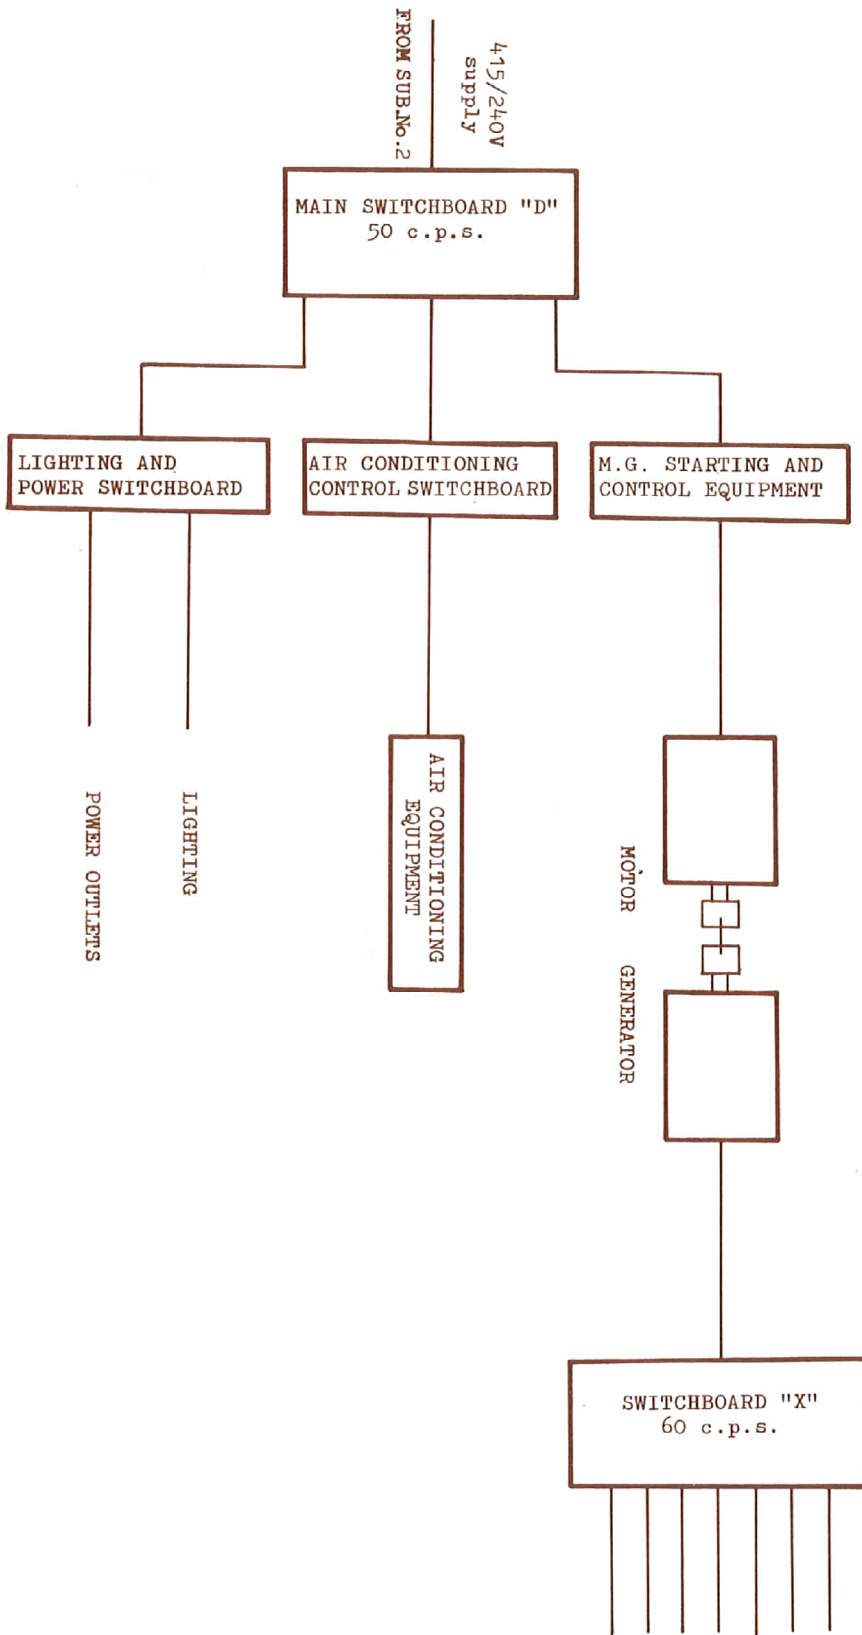 415/240V
supply
FROM SUB.No.2
MAIN SWITCHBOARD "D"
50 c.p.s.
LIGHTING AND
POWER SWITCHBOARD
AIR CONDITIONING
CONTROL SWITCHBOARD
M.G. STARTING AND
CONTROL EQUIPMENT
POWER OUTLETS
LIGHTING
AIR CONDITIONING
EQUIPMENT
MOTOR
GENERATOR
SWITCHBOARD "X"
60 c.p.s.